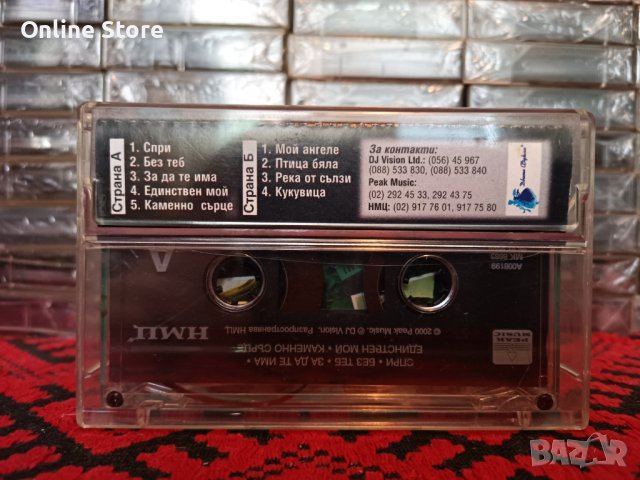 Online Store
Страна А
1. Спри
2. Без теб
3. За да те има
4. Единствен мой
5. Каменно сърце
Страна Б
1. Мой ангеле
2. Птица бяла
3. Река от сълзи
4. Кукувица
За контакти:
DJ Vision Ltd.: (056) 45 967
(088) 533 830, (088) 533 840
Peak Music:
(02) 292 45 33, 292 43 75
НМЦ: (02) 917 76 01, 917 75 80
A
A008199
НМЦ
© 2000 Peak Music, © DJ Vision. Разпространява НМЦ
PEAK
MUSIC
СПРИ • БЕЗ ТЕБ • ЗА ДА ТЕ ИМА •
ЕДИНСТВЕН МОЙ • КАМЕННО СЪРЦЕ
BAZAR